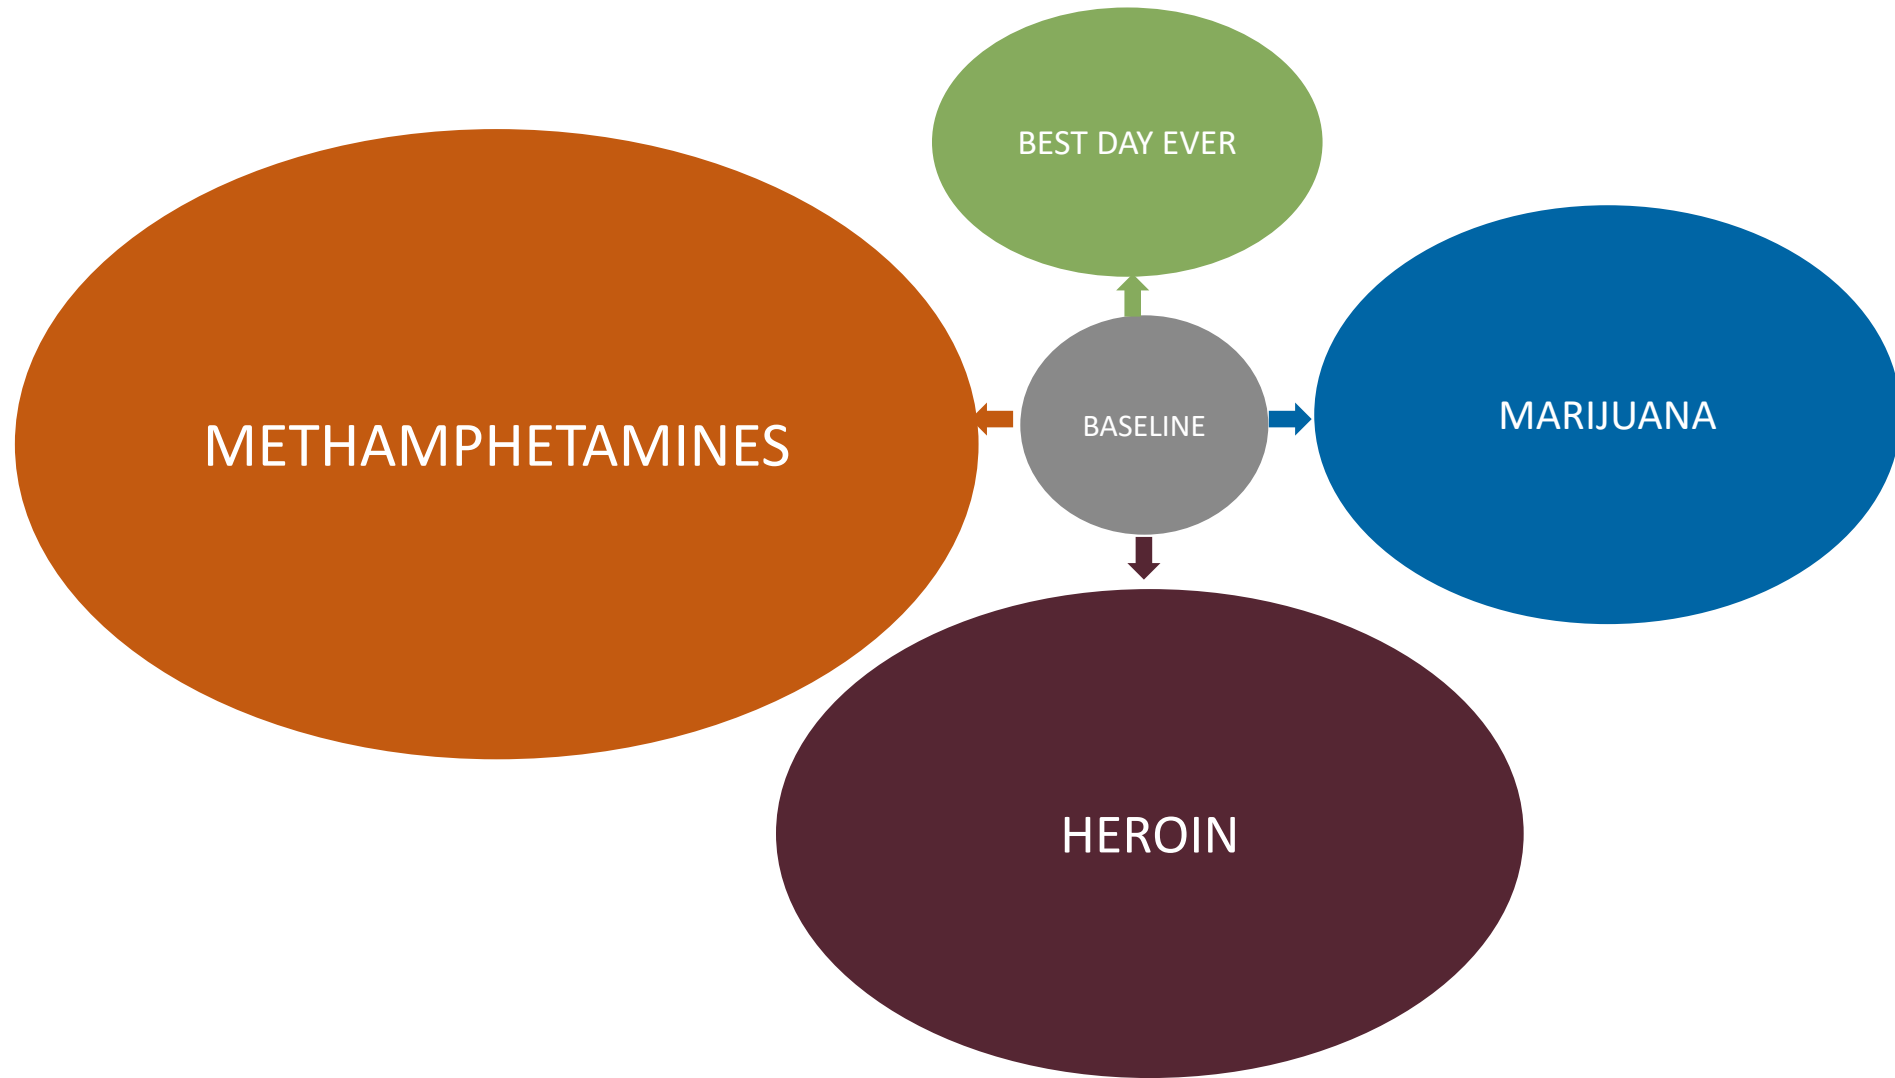 BEST DAY EVER
METHAMPHETAMINES
BASELINE
MARIJUANA
HEROIN